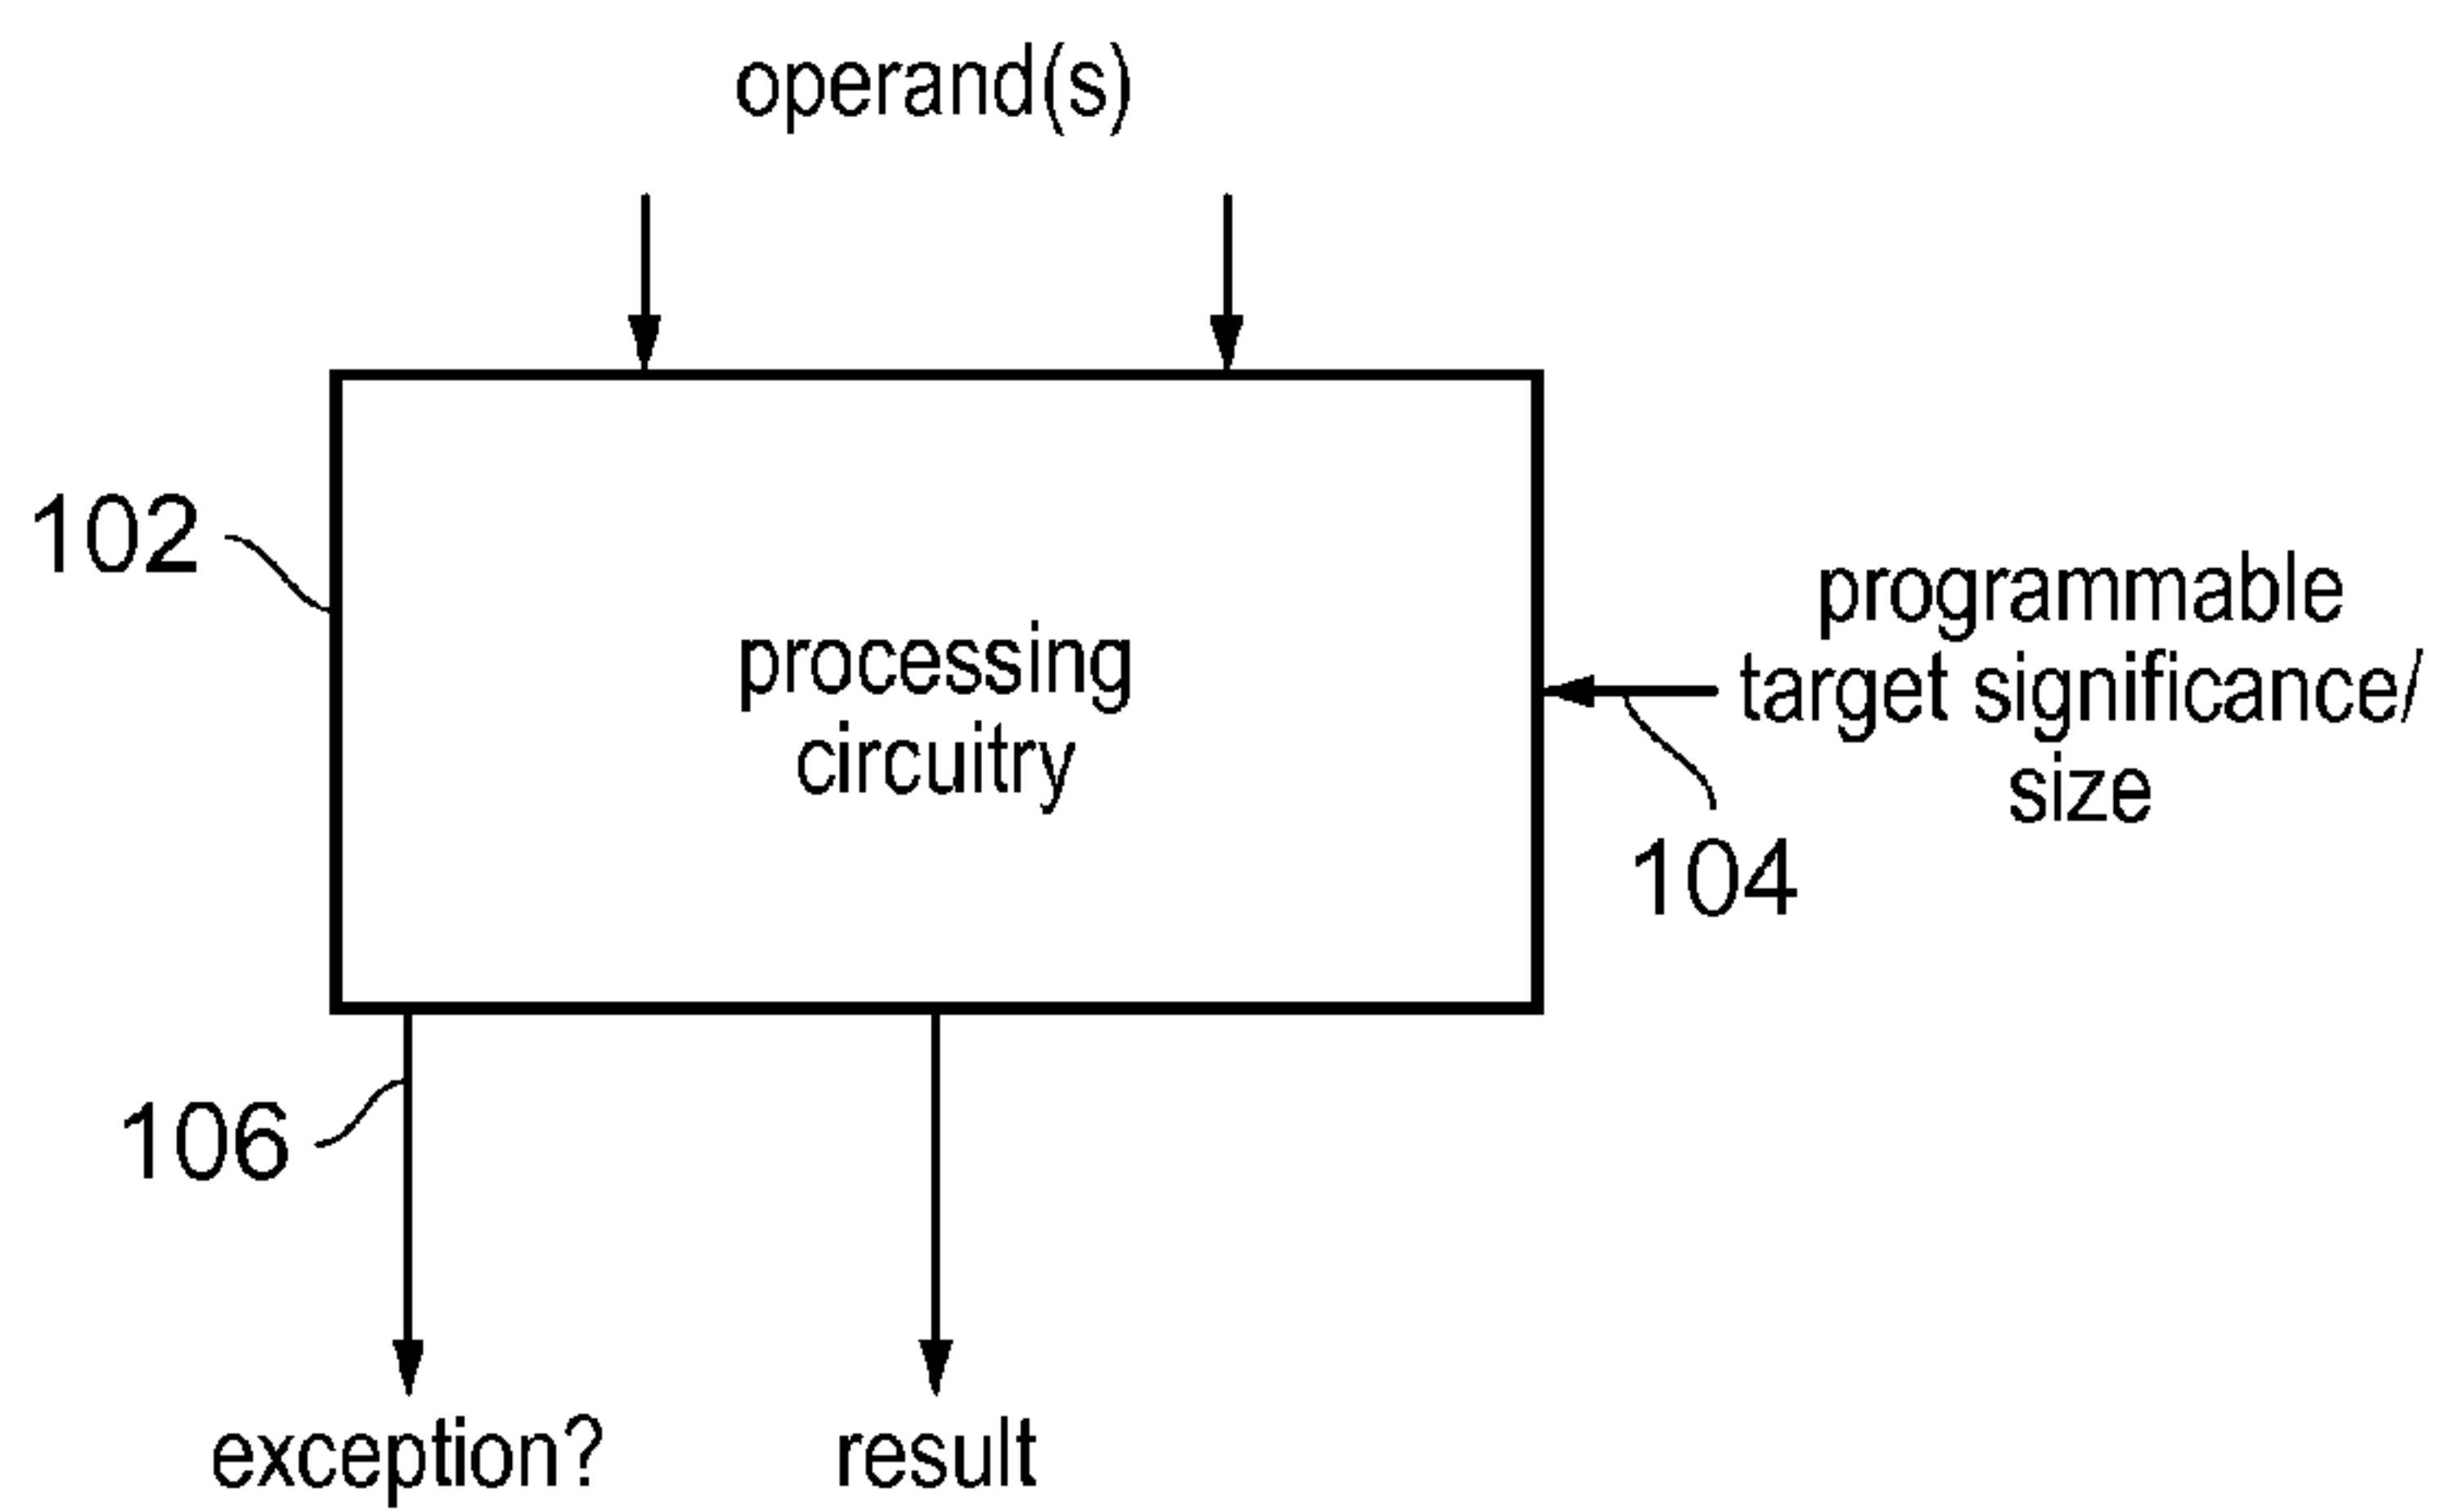 operand(s)
102
processing
circuitry
programmable
target significance/
size
104
106
exception?
result